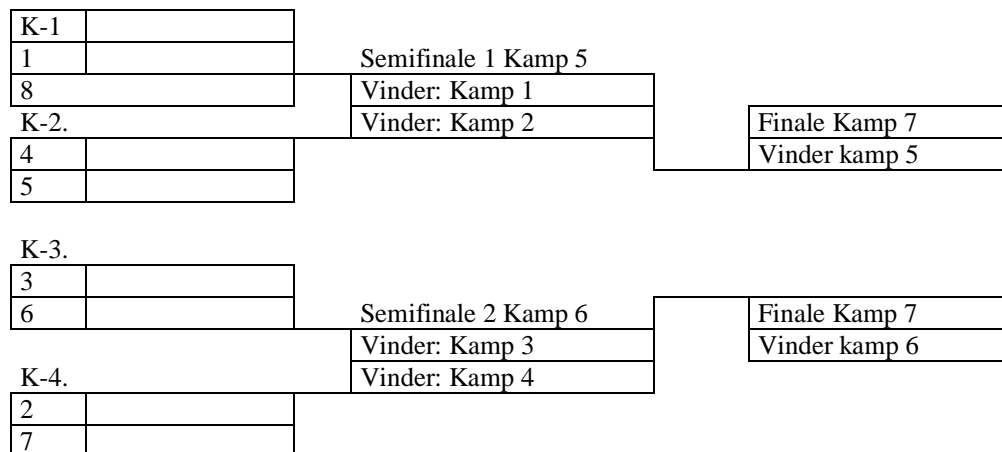 K-1
1 Semifinale 1 Kamp 5
8 Vinder: Kamp 1
K-2. Vinder: Kamp 2 Finale Kamp 7
4 Vinder kamp 5
5
K-3.
3
6 Semifinale 2 Kamp 6 Finale Kamp 7
Vinder: Kamp 3 Vinder kamp 6
K-4. Vinder: Kamp 4
2
7